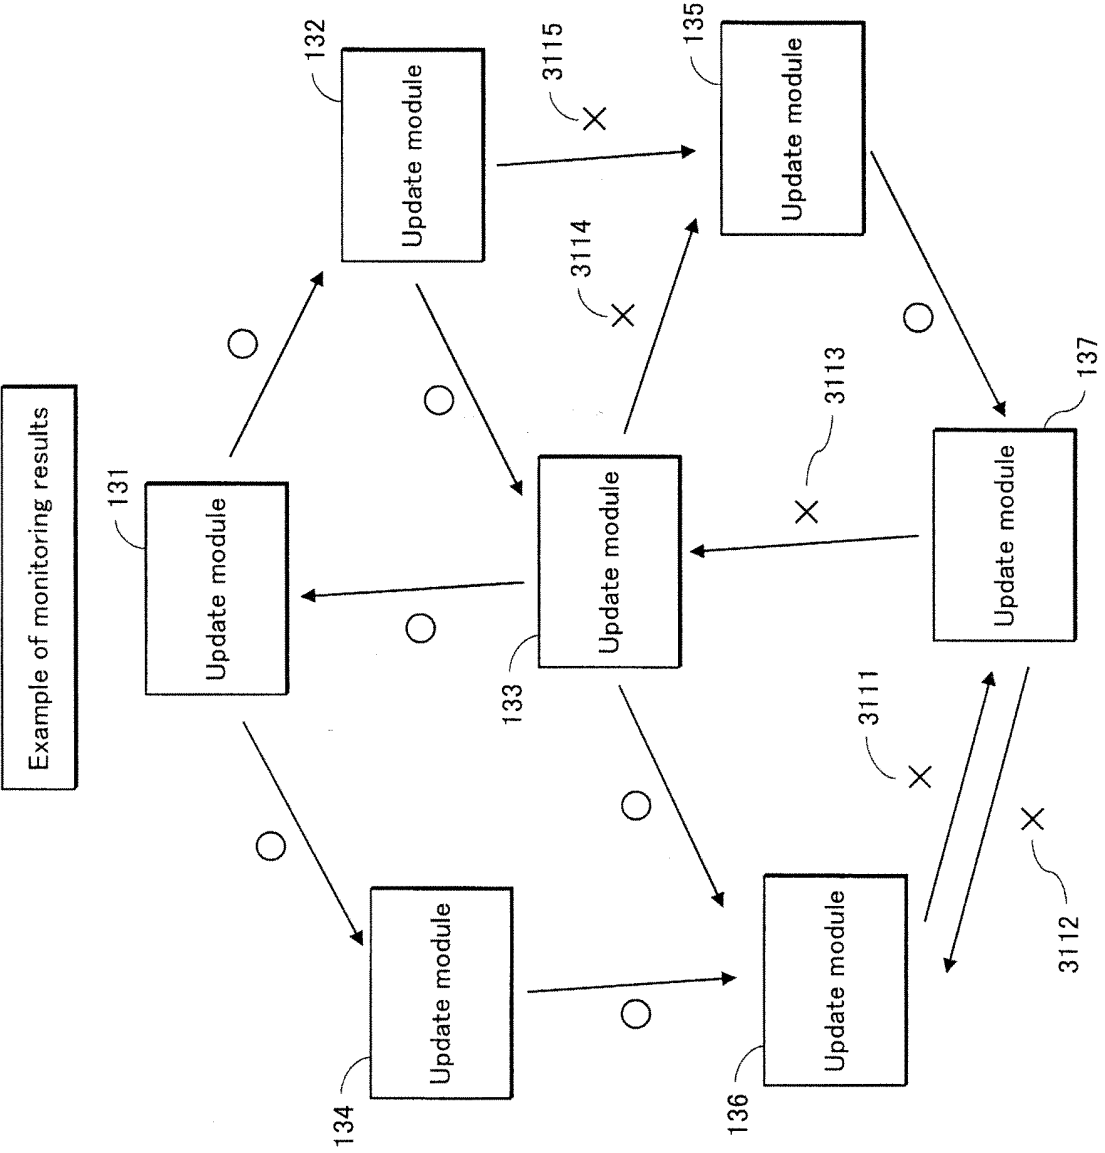 Example of monitoring results
131
Update module
132
Update module
133
Update module
134
Update module
135
Update module
136
Update module
137
Update module
3111
3112
3113
3114
3115